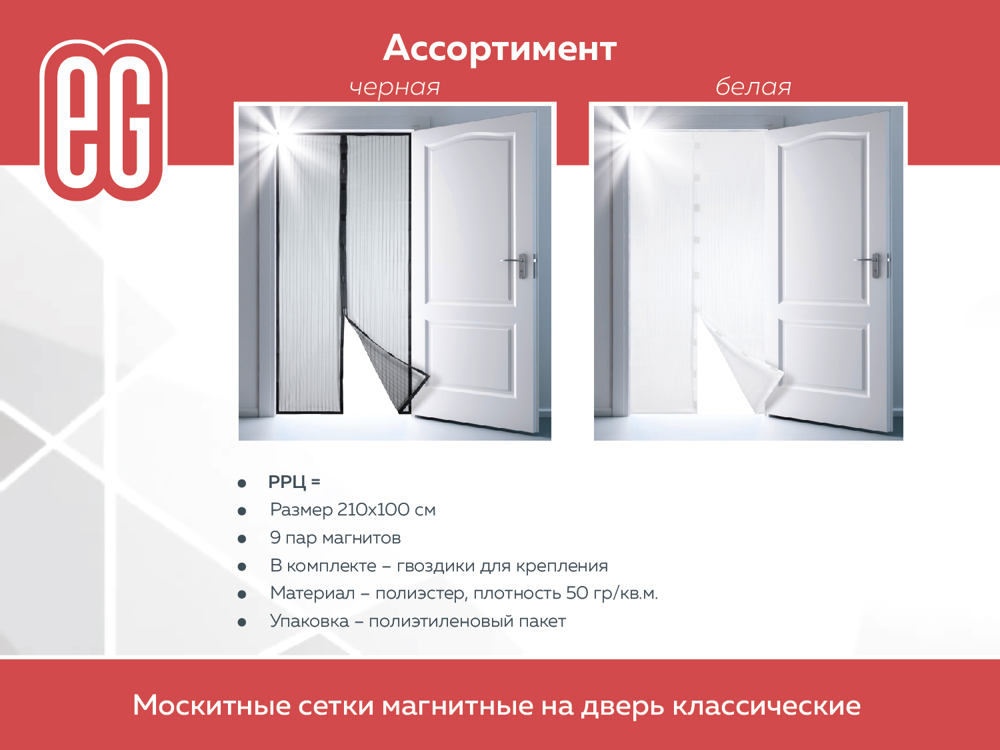 Ассортимент
черная
белая
eG
РРЦ =
Размер 210х100 см
9 пар магнитов
В комплекте – гвоздики для крепления
Материал – полиэстер, плотность 50 гр/кв.м.
Упаковка – полиэтиленовый пакет
Москитные сетки магнитные на дверь классические